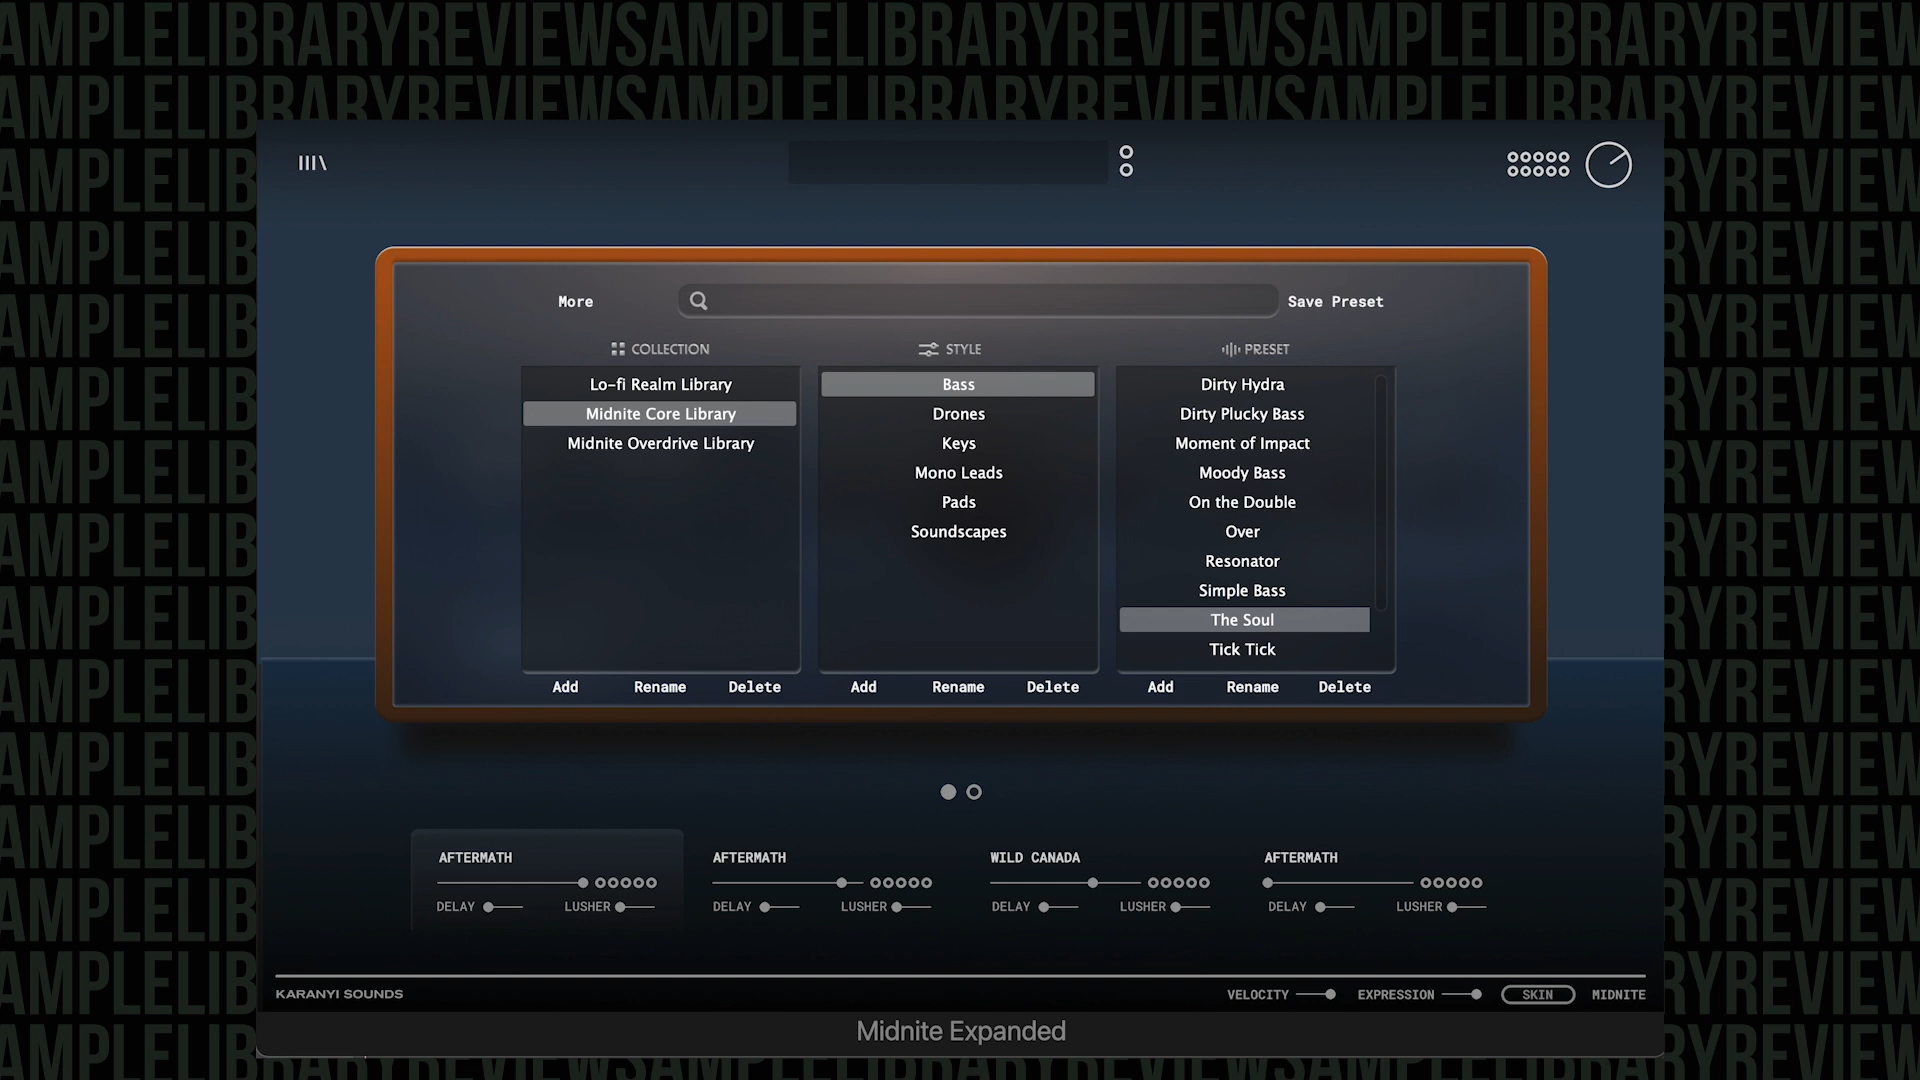 AMPLELIBRARYREVIEWSAMPLELIBRARYREVIEWSAMPLELIBRARYREVIEW
More
Save Preset
COLLECTION STYLE PRESET
Lo-fi Realm Library Bass Dirty Hydra
Midnite Core Library Drones Dirty Plucky Bass
Midnite Overdrive Library Keys Moment of Impact
Mono Leads Moody Bass
Pads On the Double
Soundscapes Over
Resonator
Simple Bass
The Soul
Tick Tick
Add Rename Delete Add Rename Delete Add Rename Delete
AFTERMATH AFTERMATH WILD CANADA AFTERMATH
DELAY LUSHER DELAY LUSHER DELAY LUSHER DELAY LUSHER
KARANYI SOUNDS VELOCITY EXPRESSION SKIN MIDNITE
Midnite Expanded